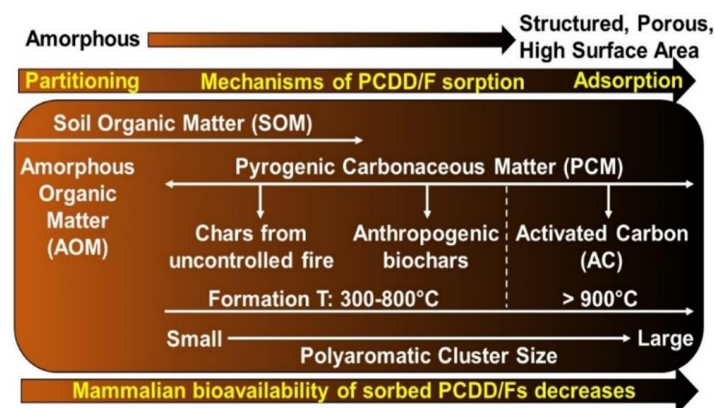 Amorphous
Structured, Porous,
High Surface Area
Partitioning Mechanisms of PCDD/F sorption Adsorption
Soil Organic Matter (SOM)
Amorphous
Organic
Matter
(AOM)
Pyrogenic Carbonaceous Matter (PCM)
Chars from
uncontrolled fire
Anthropogenic
biochars
Activated Carbon
(AC)
Formation T: 300-800°C > 900°C
Small Large
Polyaromatic Cluster Size
Mammalian bioavailability of sorbed PCDD/Fs decreases